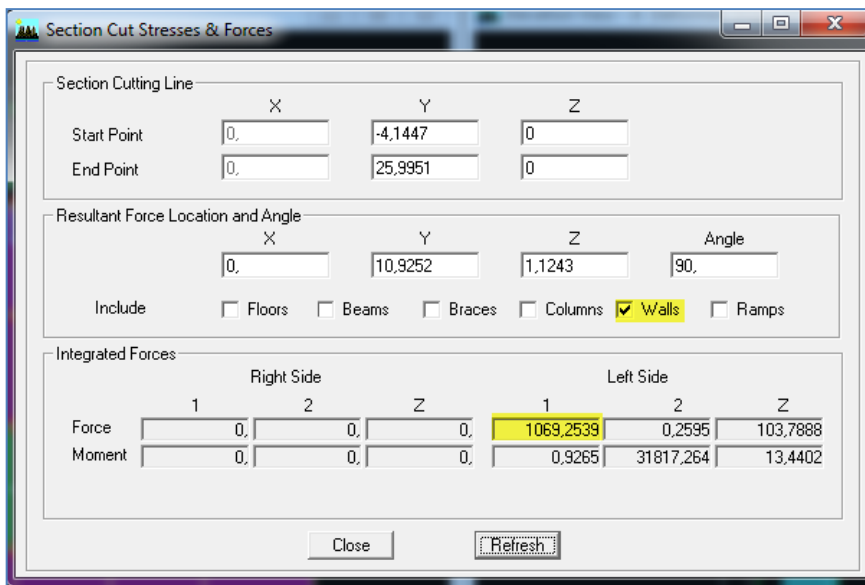 Section Cut Stresses & Forces
Section Cutting Line
X Y Z
Start Point 0, -4,1447 0
End Point 0, 25,9951 0
Resultant Force Location and Angle
X Y Z Angle
0, 10,9252 1,1243 90,
Include Floors Beams Braces Columns Walls Ramps
Integrated Forces
Right Side Left Side
1 2 Z 1 2 Z
Force 0, 0, 0, 1069,2539 0,2595 103,7888
Moment 0, 0, 0, 0,9265 31817,264 13,4402
Close Refresh